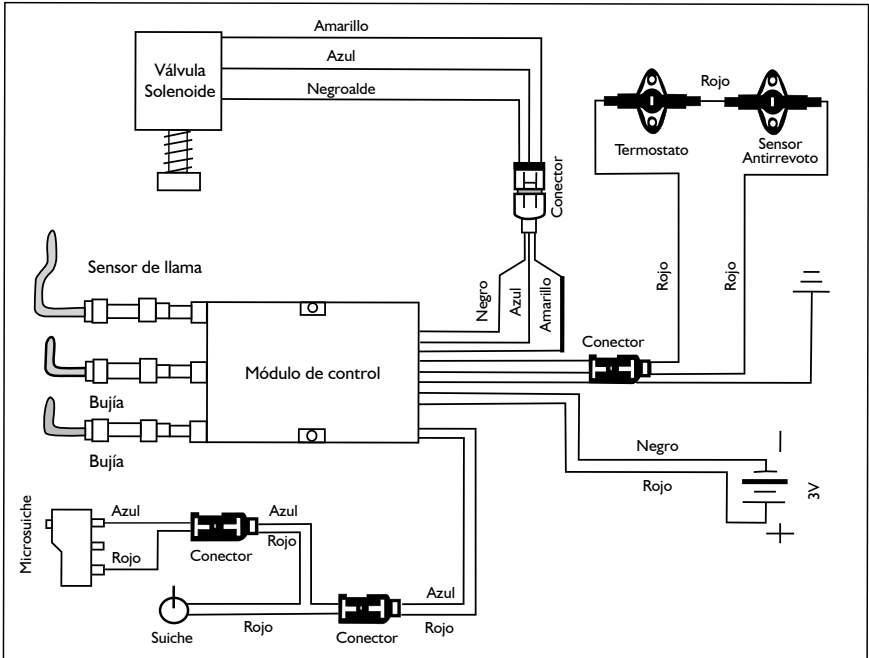 Amarillo
Azul
Negroalde
Válvula
Solenoide
Conector
Rojo
Termostato
Sensor
Antirrevoto
Sensor de llama
Negro
Azul
Amarillo
Rojo
Rojo
Conector
Módulo de control
Bujía
Bujía
Negro
Rojo
3V
Microsuiche
Azul
Rojo
Conector
Azul
Rojo
Suiche
Rojo
Conector
Azul
Rojo